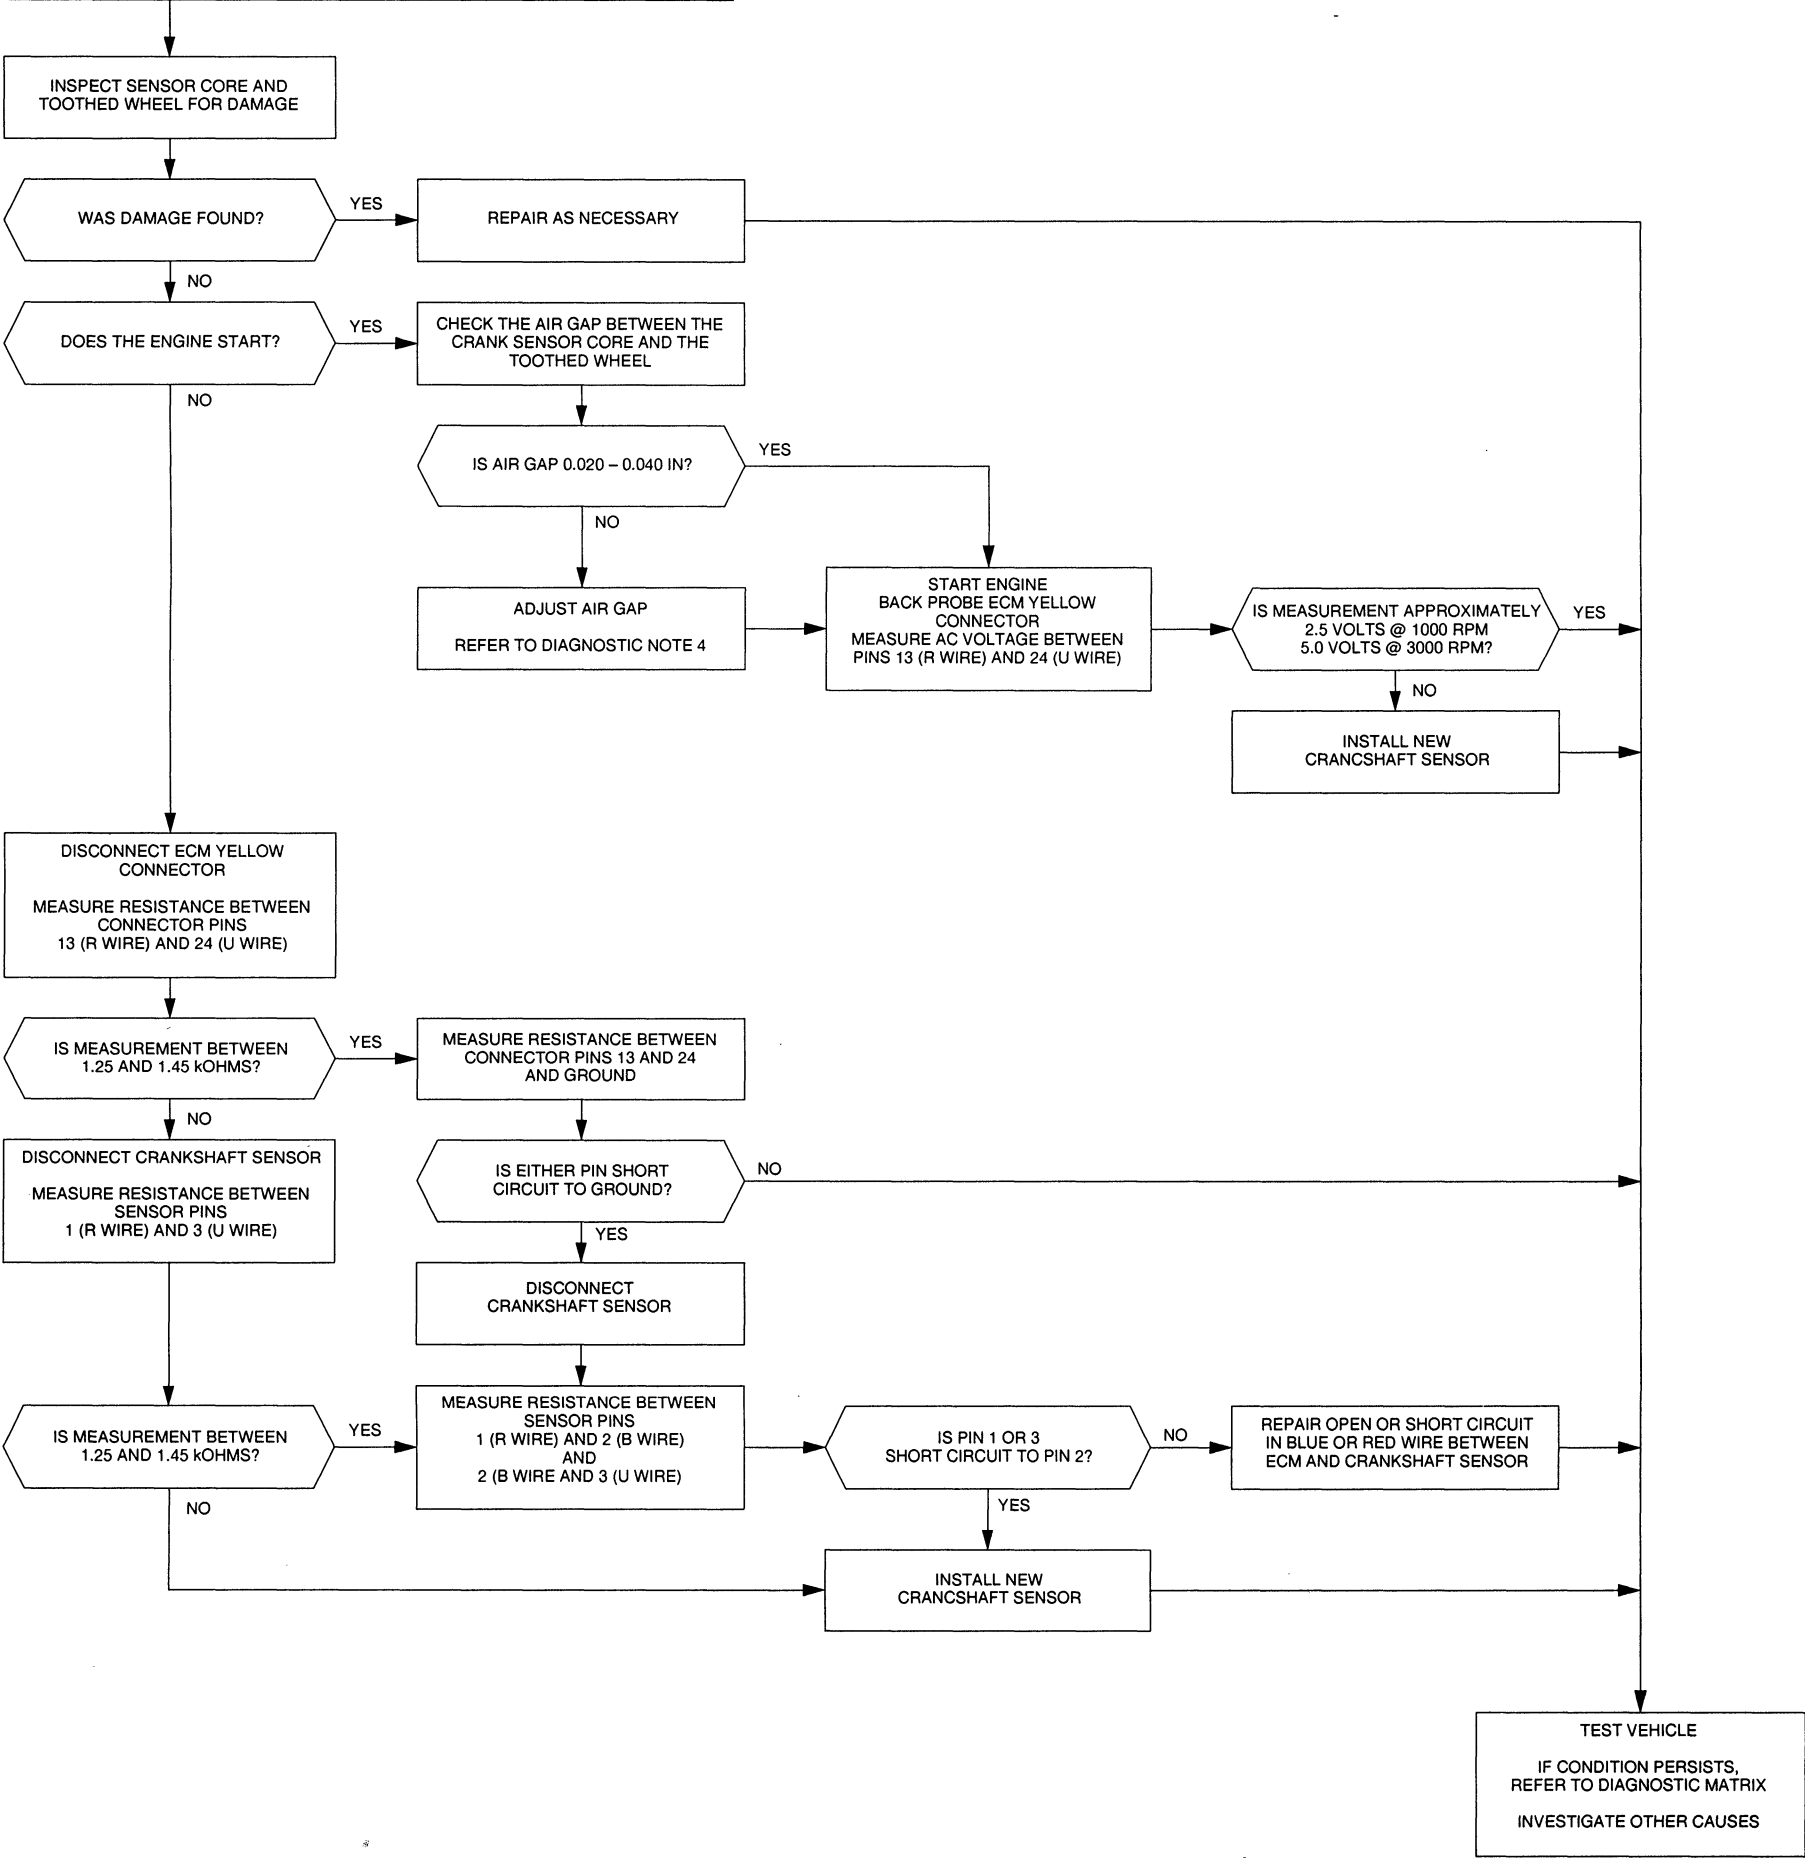 INSPECT SENSOR CORE AND
TOOTHED WHEEL FOR DAMAGE
WAS DAMAGE FOUND?
YES
REPAIR AS NECESSARY
NO
DOES THE ENGINE START?
YES
CHECK THE AIR GAP BETWEEN THE
CRANK SENSOR CORE AND THE
TOOTHED WHEEL
NO
IS AIR GAP 0.020 – 0.040 IN?
YES
NO
ADJUST AIR GAP
REFER TO DIAGNOSTIC NOTE 4
START ENGINE
BACK PROBE ECM YELLOW
CONNECTOR
MEASURE AC VOLTAGE BETWEEN
PINS 13 (R WIRE) AND 24 (U WIRE)
IS MEASUREMENT APPROXIMATELY
2.5 VOLTS @ 1000 RPM
5.0 VOLTS @ 3000 RPM?
YES
NO
INSTALL NEW
CRANCSHAFT SENSOR
DISCONNECT ECM YELLOW
CONNECTOR
MEASURE RESISTANCE BETWEEN
CONNECTOR PINS
13 (R WIRE) AND 24 (U WIRE)
IS MEASUREMENT BETWEEN
1.25 AND 1.45 kOHMS?
YES
MEASURE RESISTANCE BETWEEN
CONNECTOR PINS 13 AND 24
AND GROUND
NO
DISCONNECT CRANKSHAFT SENSOR
MEASURE RESISTANCE BETWEEN
SENSOR PINS
1 (R WIRE) AND 3 (U WIRE)
IS EITHER PIN SHORT
CIRCUIT TO GROUND?
NO
YES
DISCONNECT
CRANKSHAFT SENSOR
IS MEASUREMENT BETWEEN
1.25 AND 1.45 kOHMS?
YES
MEASURE RESISTANCE BETWEEN
SENSOR PINS
1 (R WIRE) AND 2 (B WIRE)
AND
2 (B WIRE AND 3 (U WIRE)
IS PIN 1 OR 3
SHORT CIRCUIT TO PIN 2?
NO
REPAIR OPEN OR SHORT CIRCUIT
IN BLUE OR RED WIRE BETWEEN
ECM AND CRANKSHAFT SENSOR
NO
YES
INSTALL NEW
CRANCSHAFT SENSOR
TEST VEHICLE
IF CONDITION PERSISTS,
REFER TO DIAGNOSTIC MATRIX
INVESTIGATE OTHER CAUSES